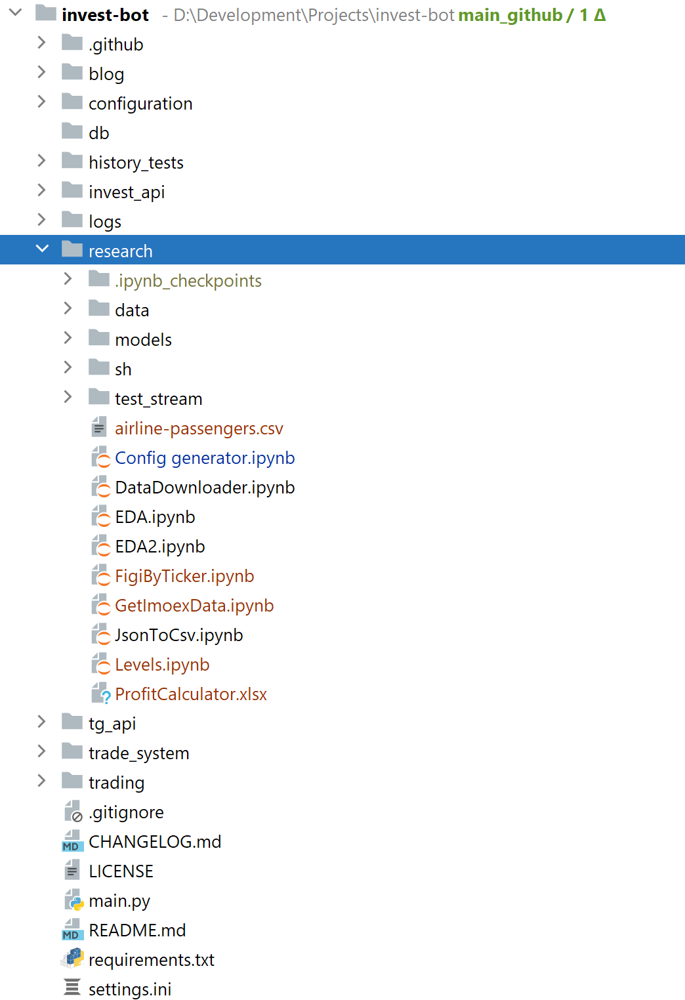 invest-bot - D:\Development\Projects\invest-bot main_github / 1 Δ
.github
blog
configuration
db
history_tests
invest_api
logs
research
.ipynb_checkpoints
data
models
sh
test_stream
airline-passengers.csv
Config generator.ipynb
DataDownloader.ipynb
EDA.ipynb
EDA2.ipynb
FigiByTicker.ipynb
GetImoexData.ipynb
JsonToCsv.ipynb
Levels.ipynb
ProfitCalculator.xlsx
tg_api
trade_system
trading
.gitignore
MD CHANGELOG.md
LICENSE
main.py
MD README.md
requirements.txt
settings.ini